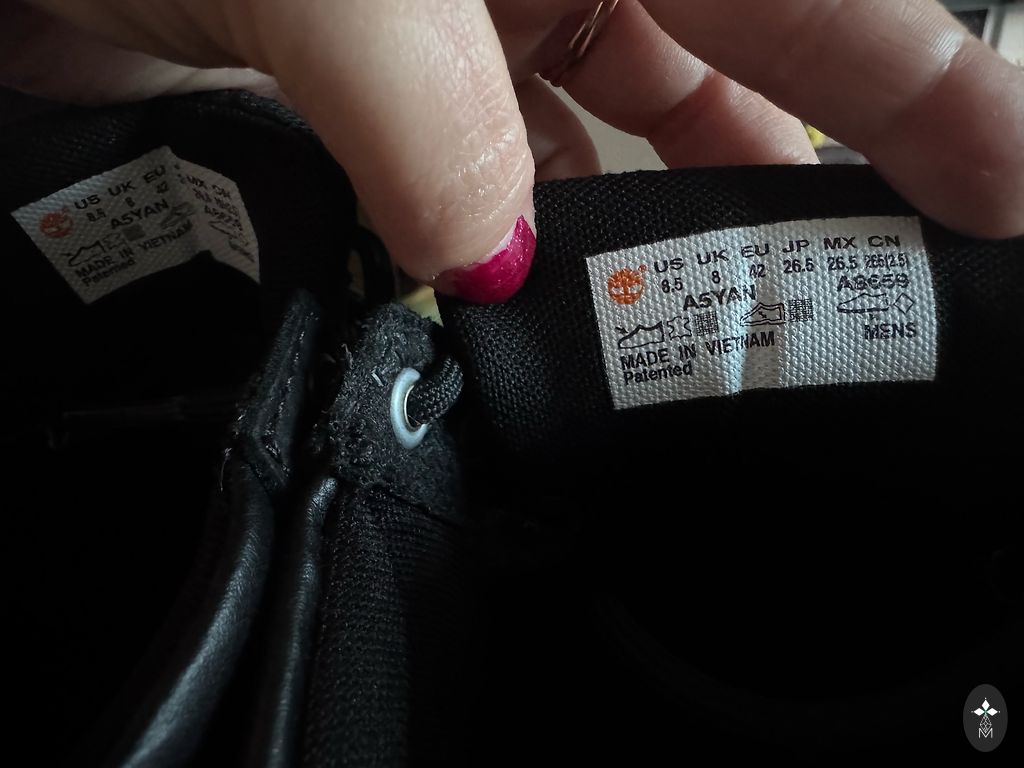 US UK EU
8.5 8 42
A5YAN
MADE IN VIETNAM
Patented
US UK EU JP MX CN
8.5 8 42 26.5 26.5 265(2.5)
A5YAN A8659
MENS
MADE IN VIETNAM
Patented
M